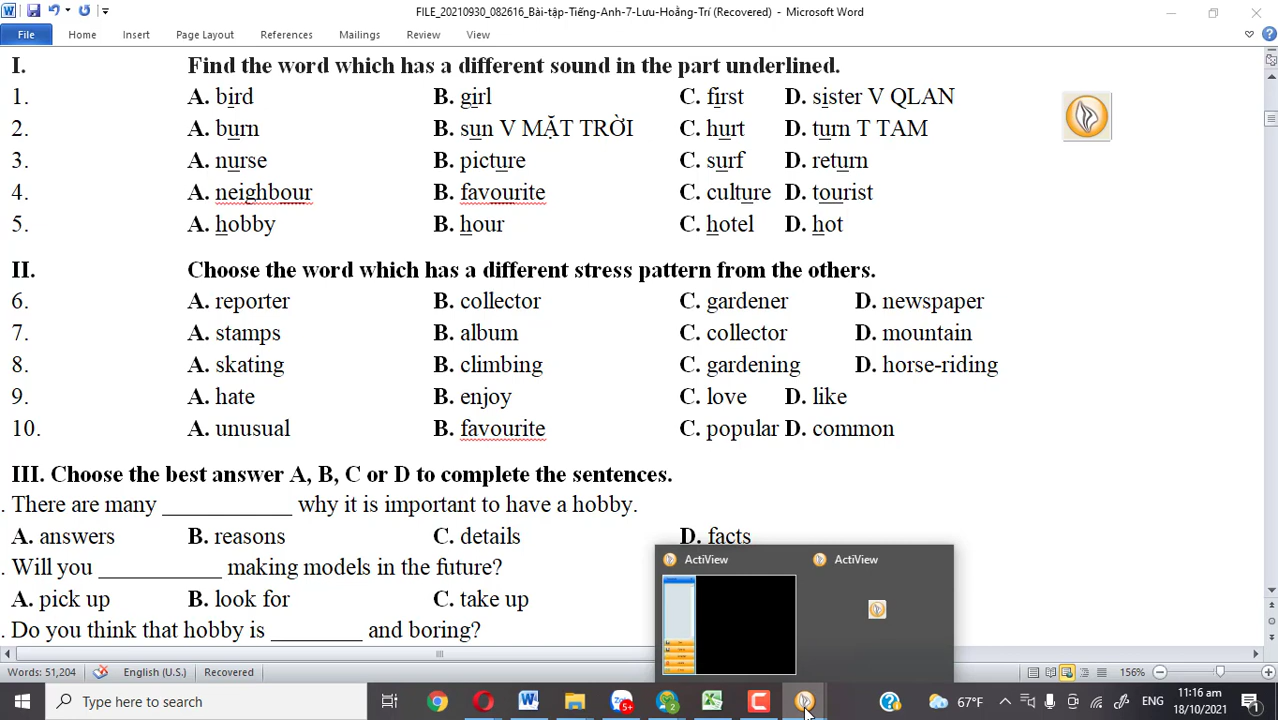 FILE_20210930_082616_Bài-tập-Tiếng-Anh-7-Lưu-Hoằng-Trí (Recovered) - Microsoft Word
File Home Insert Page Layout References Mailings Review View
I. Find the word which has a different sound in the part underlined.
1. A. bird B. girl C. first D. sister V QLAN
2. A. burn B. sun V MẶT TRỜI C. hurt D. turn T TAM
3. A. nurse B. picture C. surf D. return
4. A. neighbour B. favourite C. culture D. tourist
5. A. hobby B. hour C. hotel D. hot
II. Choose the word which has a different stress pattern from the others.
6. A. reporter B. collector C. gardener D. newspaper
7. A. stamps B. album C. collector D. mountain
8. A. skating B. climbing C. gardening D. horse-riding
9. A. hate B. enjoy C. love D. like
10. A. unusual B. favourite C. popular D. common
III. Choose the best answer A, B, C or D to complete the sentences.
. There are many ____________ why it is important to have a hobby.
A. answers B. reasons C. details D. facts
. Will you ___________ making models in the future?
A. pick up B. look for C. take up
. Do you think that hobby is ________ and boring?
ActiView ActiView
Words: 51,204 English (U.S.) Recovered 156%
Type here to search 5+ 2 67°F ENG 11:16 am
18/10/2021 1